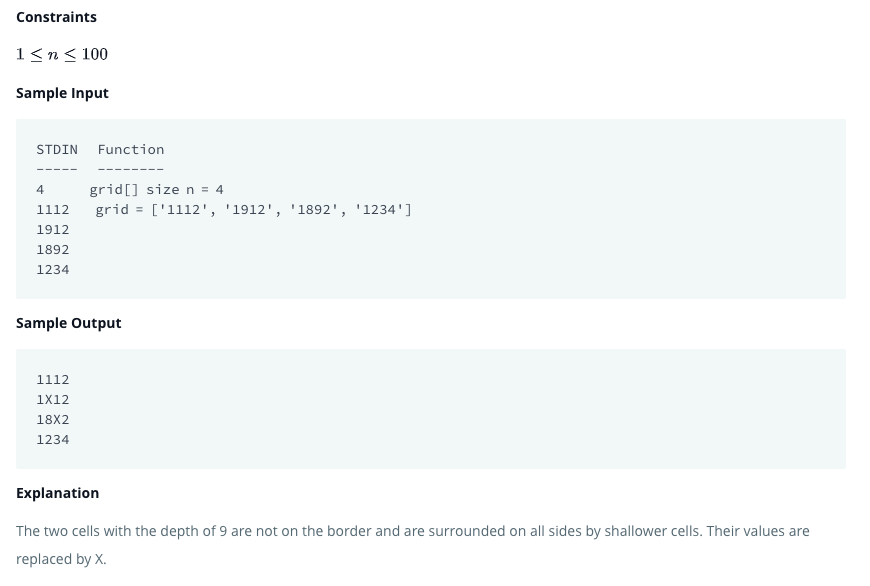 Constraints
1 ≤ n ≤ 100
Sample Input
STDIN Function
----- --------
4 grid[] size n = 4
1112 grid = ['1112', '1912', '1892', '1234']
1912
1892
1234
Sample Output
1112
1X12
18X2
1234
Explanation
The two cells with the depth of 9 are not on the border and are surrounded on all sides by shallower cells. Their values are
replaced by X.